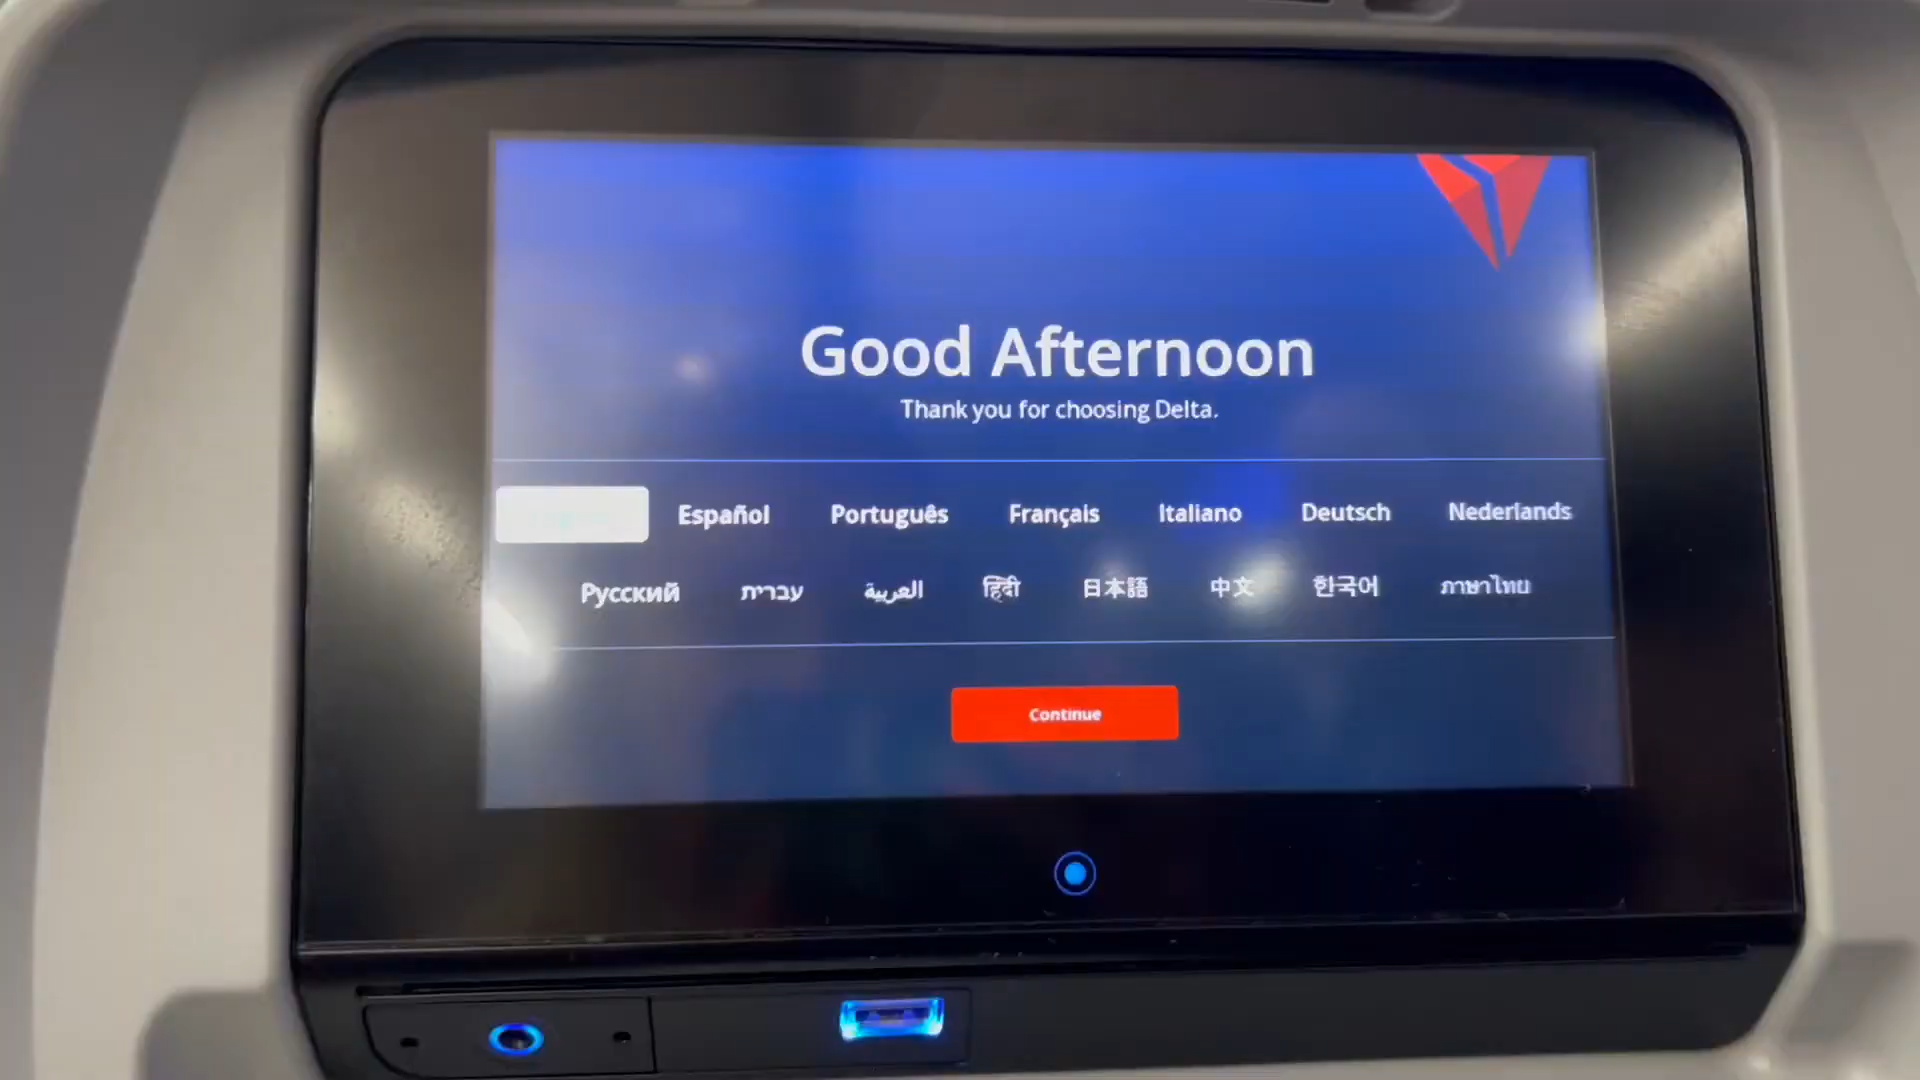 Good Afternoon
Thank you for choosing Delta.
Español Português Français Italiano Deutsch Nederlands
Русский עברית العربية हिंदी 日本語 中文 한국어 ภาษาไทย
Continue